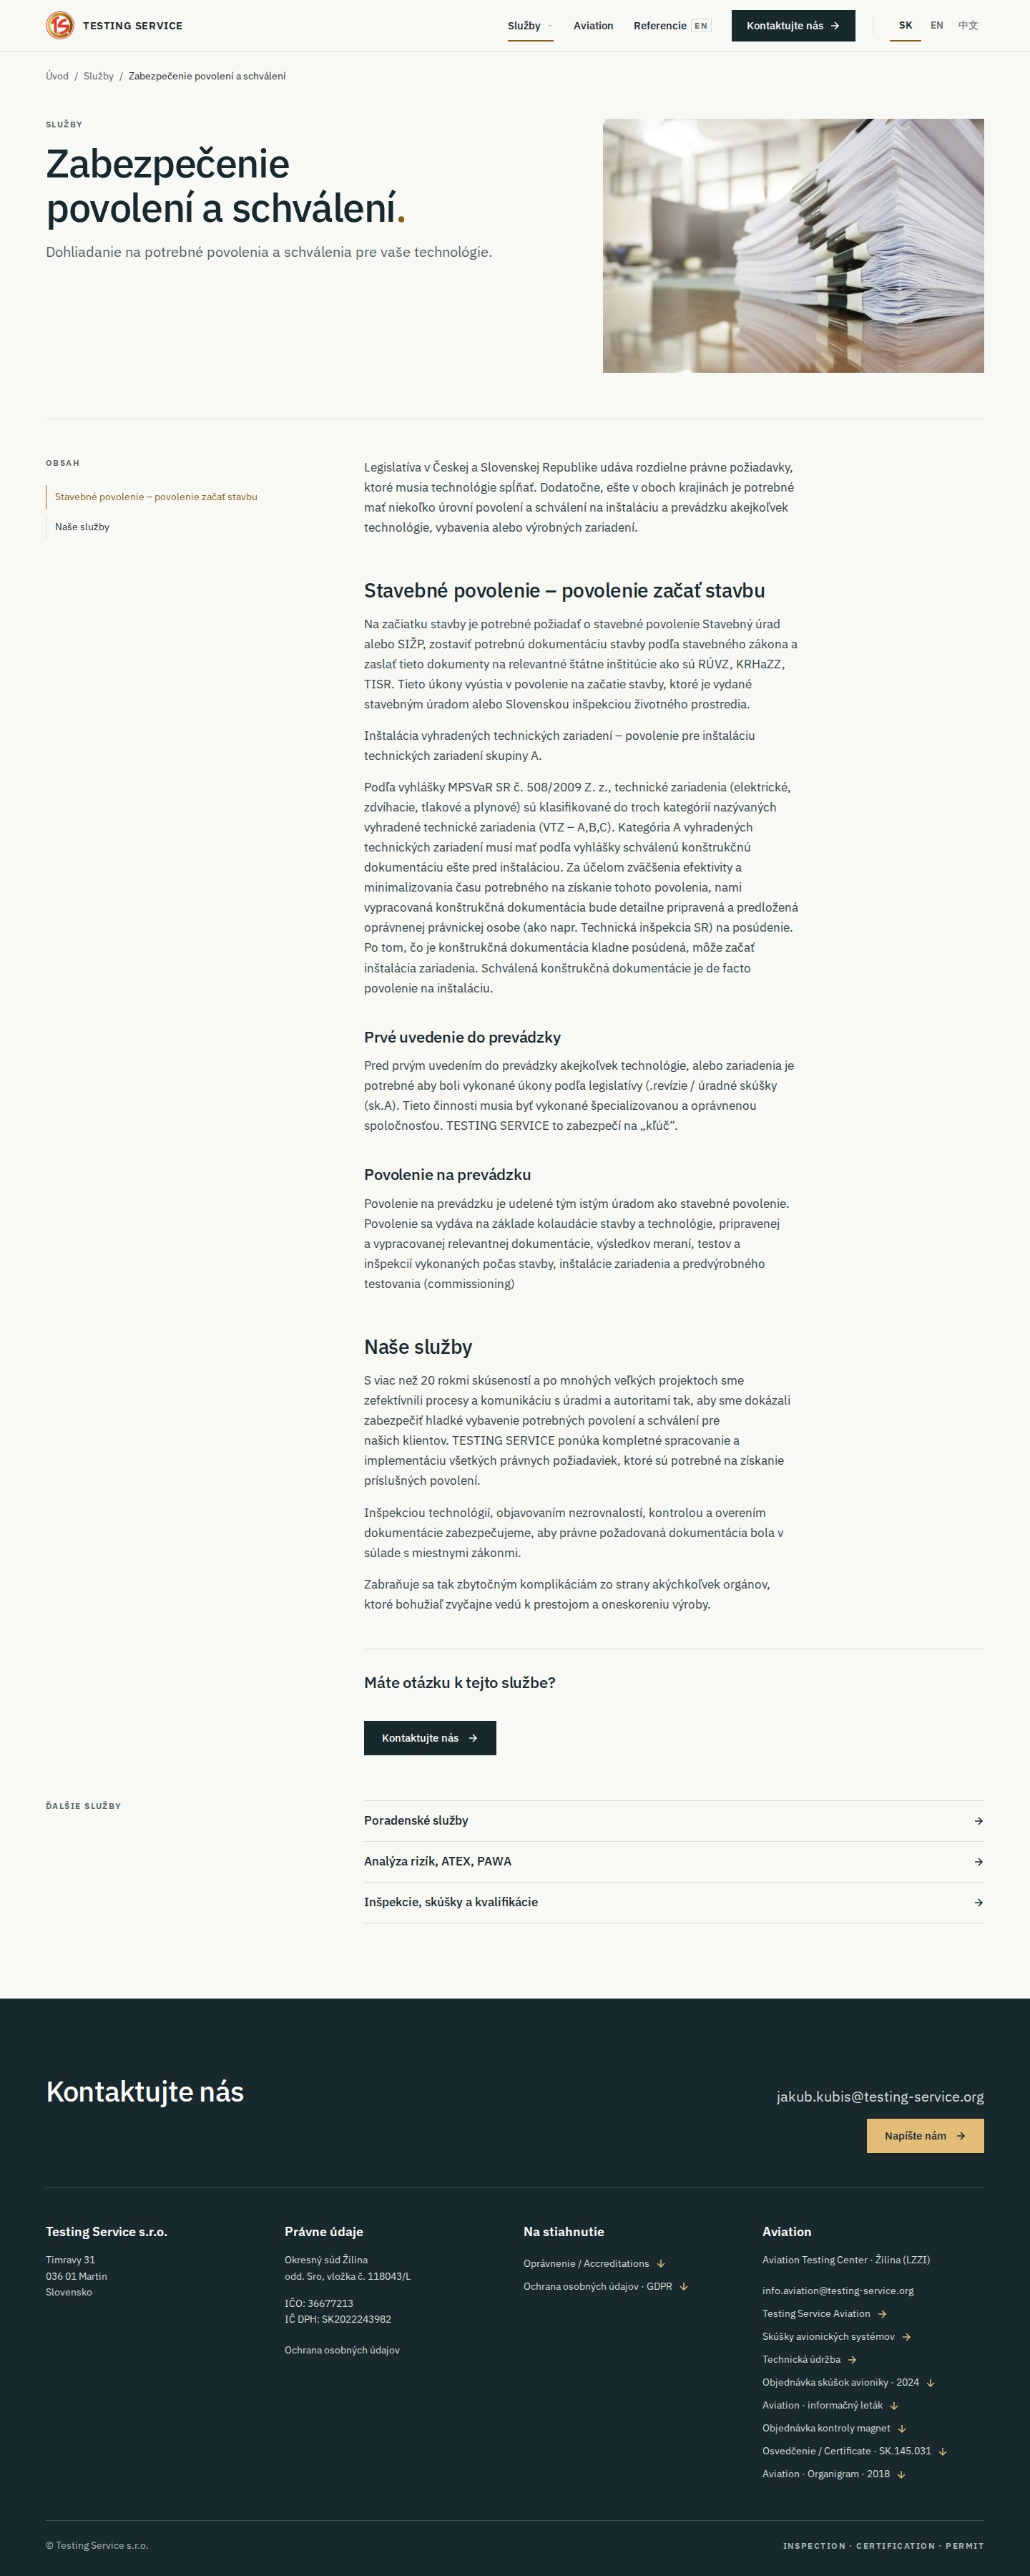 TESTING SERVICE
Služby
Aviation
Referencie EN
Kontaktujte nás →
SK
EN
中文
Úvod / Služby / Zabezpečenie povolení a schválení
SLUŽBY
Zabezpečenie
povolení a schválení.
Dohliadanie na potrebné povolenia a schválenia pre vaše technológie.
OBSAH
Stavebné povolenie – povolenie začať stavbu
Naše služby
Legislatíva v Českej a Slovenskej Republike udáva rozdielne právne požiadavky,
ktoré musia technológie spĺňať. Dodatočne, ešte v oboch krajinách je potrebné
mať niekoľko úrovní povolení a schválení na inštaláciu a prevádzku akejkoľvek
technológie, vybavenia alebo výrobných zariadení.
Stavebné povolenie – povolenie začať stavbu
Na začiatku stavby je potrebné požiadať o stavebné povolenie Stavebný úrad
alebo SIŽP, zostaviť potrebnú dokumentáciu stavby podľa stavebného zákona a
zaslať tieto dokumenty na relevantné štátne inštitúcie ako sú RÚVZ, KRHaZZ,
TISR. Tieto úkony vyústia v povolenie na začatie stavby, ktoré je vydané
stavebným úradom alebo Slovenskou inšpekciou životného prostredia.
Inštalácia vyhradených technických zariadení – povolenie pre inštaláciu
technických zariadení skupiny A.
Podľa vyhlášky MPSVaR SR č. 508/2009 Z. z., technické zariadenia (elektrické,
zdvíhacie, tlakové a plynové) sú klasifikované do troch kategórií nazývaných
vyhradené technické zariadenia (VTZ – A,B,C). Kategória A vyhradených
technických zariadení musí mať podľa vyhlášky schválenú konštrukčnú
dokumentáciu ešte pred inštaláciou. Za účelom zväčšenia efektivity a
minimalizovania času potrebného na získanie tohoto povolenia, nami
vypracovaná konštrukčná dokumentácia bude detailne pripravená a predložená
oprávnenej právnickej osobe (ako napr. Technická inšpekcia SR) na posúdenie.
Po tom, čo je konštrukčná dokumentácia kladne posúdená, môže začať
inštalácia zariadenia. Schválená konštrukčná dokumentácie je de facto
povolenie na inštaláciu.
Prvé uvedenie do prevádzky
Pred prvým uvedením do prevádzky akejkoľvek technológie, alebo zariadenia je
potrebné aby boli vykonané úkony podľa legislatívy (.revízie / úradné skúšky
(sk.A). Tieto činnosti musia byť vykonané špecializovanou a oprávnenou
spoločnosťou. TESTING SERVICE to zabezpečí na „kľúč“.
Povolenie na prevádzku
Povolenie na prevádzku je udelené tým istým úradom ako stavebné povolenie.
Povolenie sa vydáva na základe kolaudácie stavby a technológie, pripravenej
a vypracovanej relevantnej dokumentácie, výsledkov meraní, testov a
inšpekcií vykonaných počas stavby, inštalácie zariadenia a predvýrobného
testovania (commissioning)
Naše služby
S viac než 20 rokmi skúseností a po mnohých veľkých projektoch sme
zefektívnili procesy a komunikáciu s úradmi a autoritami tak, aby sme dokázali
zabezpečiť hladké vybavenie potrebných povolení a schválení pre
našich klientov. TESTING SERVICE ponúka kompletné spracovanie a
implementáciu všetkých právnych požiadaviek, ktoré sú potrebné na získanie
príslušných povolení.
Inšpekciou technológií, objavovaním nezrovnalostí, kontrolou a overením
dokumentácie zabezpečujeme, aby právne požadovaná dokumentácia bola v
súlade s miestnymi zákonmi.
Zabraňuje sa tak zbytočným komplikáciám zo strany akýchkoľvek orgánov,
ktoré bohužiaľ zvyčajne vedú k prestojom a oneskoreniu výroby.
Máte otázku k tejto službe?
Kontaktujte nás →
ĎALŠIE SLUŽBY
Poradenské služby →
Analýza rizík, ATEX, PAWA →
Inšpekcie, skúšky a kvalifikácie →
Kontaktujte nás
jakub.kubis@testing-service.org
Napíšte nám →
Testing Service s.r.o.
Timravy 31
036 01 Martin
Slovensko
Právne údaje
Okresný súd Žilina
odd. Sro, vložka č. 118043/L
IČO: 36677213
IČ DPH: SK2022243982
Ochrana osobných údajov
Na stiahnutie
Oprávnenie / Accreditations ↓
Ochrana osobných údajov · GDPR ↓
Aviation
Aviation Testing Center · Žilina (LZZI)
info.aviation@testing-service.org
Testing Service Aviation →
Skúšky avionických systémov →
Technická údržba →
Objednávka skúšok avioniky · 2024 ↓
Aviation · informačný leták ↓
Objednávka kontroly magnet ↓
Osvedčenie / Certificate · SK.145.031 ↓
Aviation · Organigram · 2018 ↓
© Testing Service s.r.o.
INSPECTION · CERTIFICATION · PERMIT